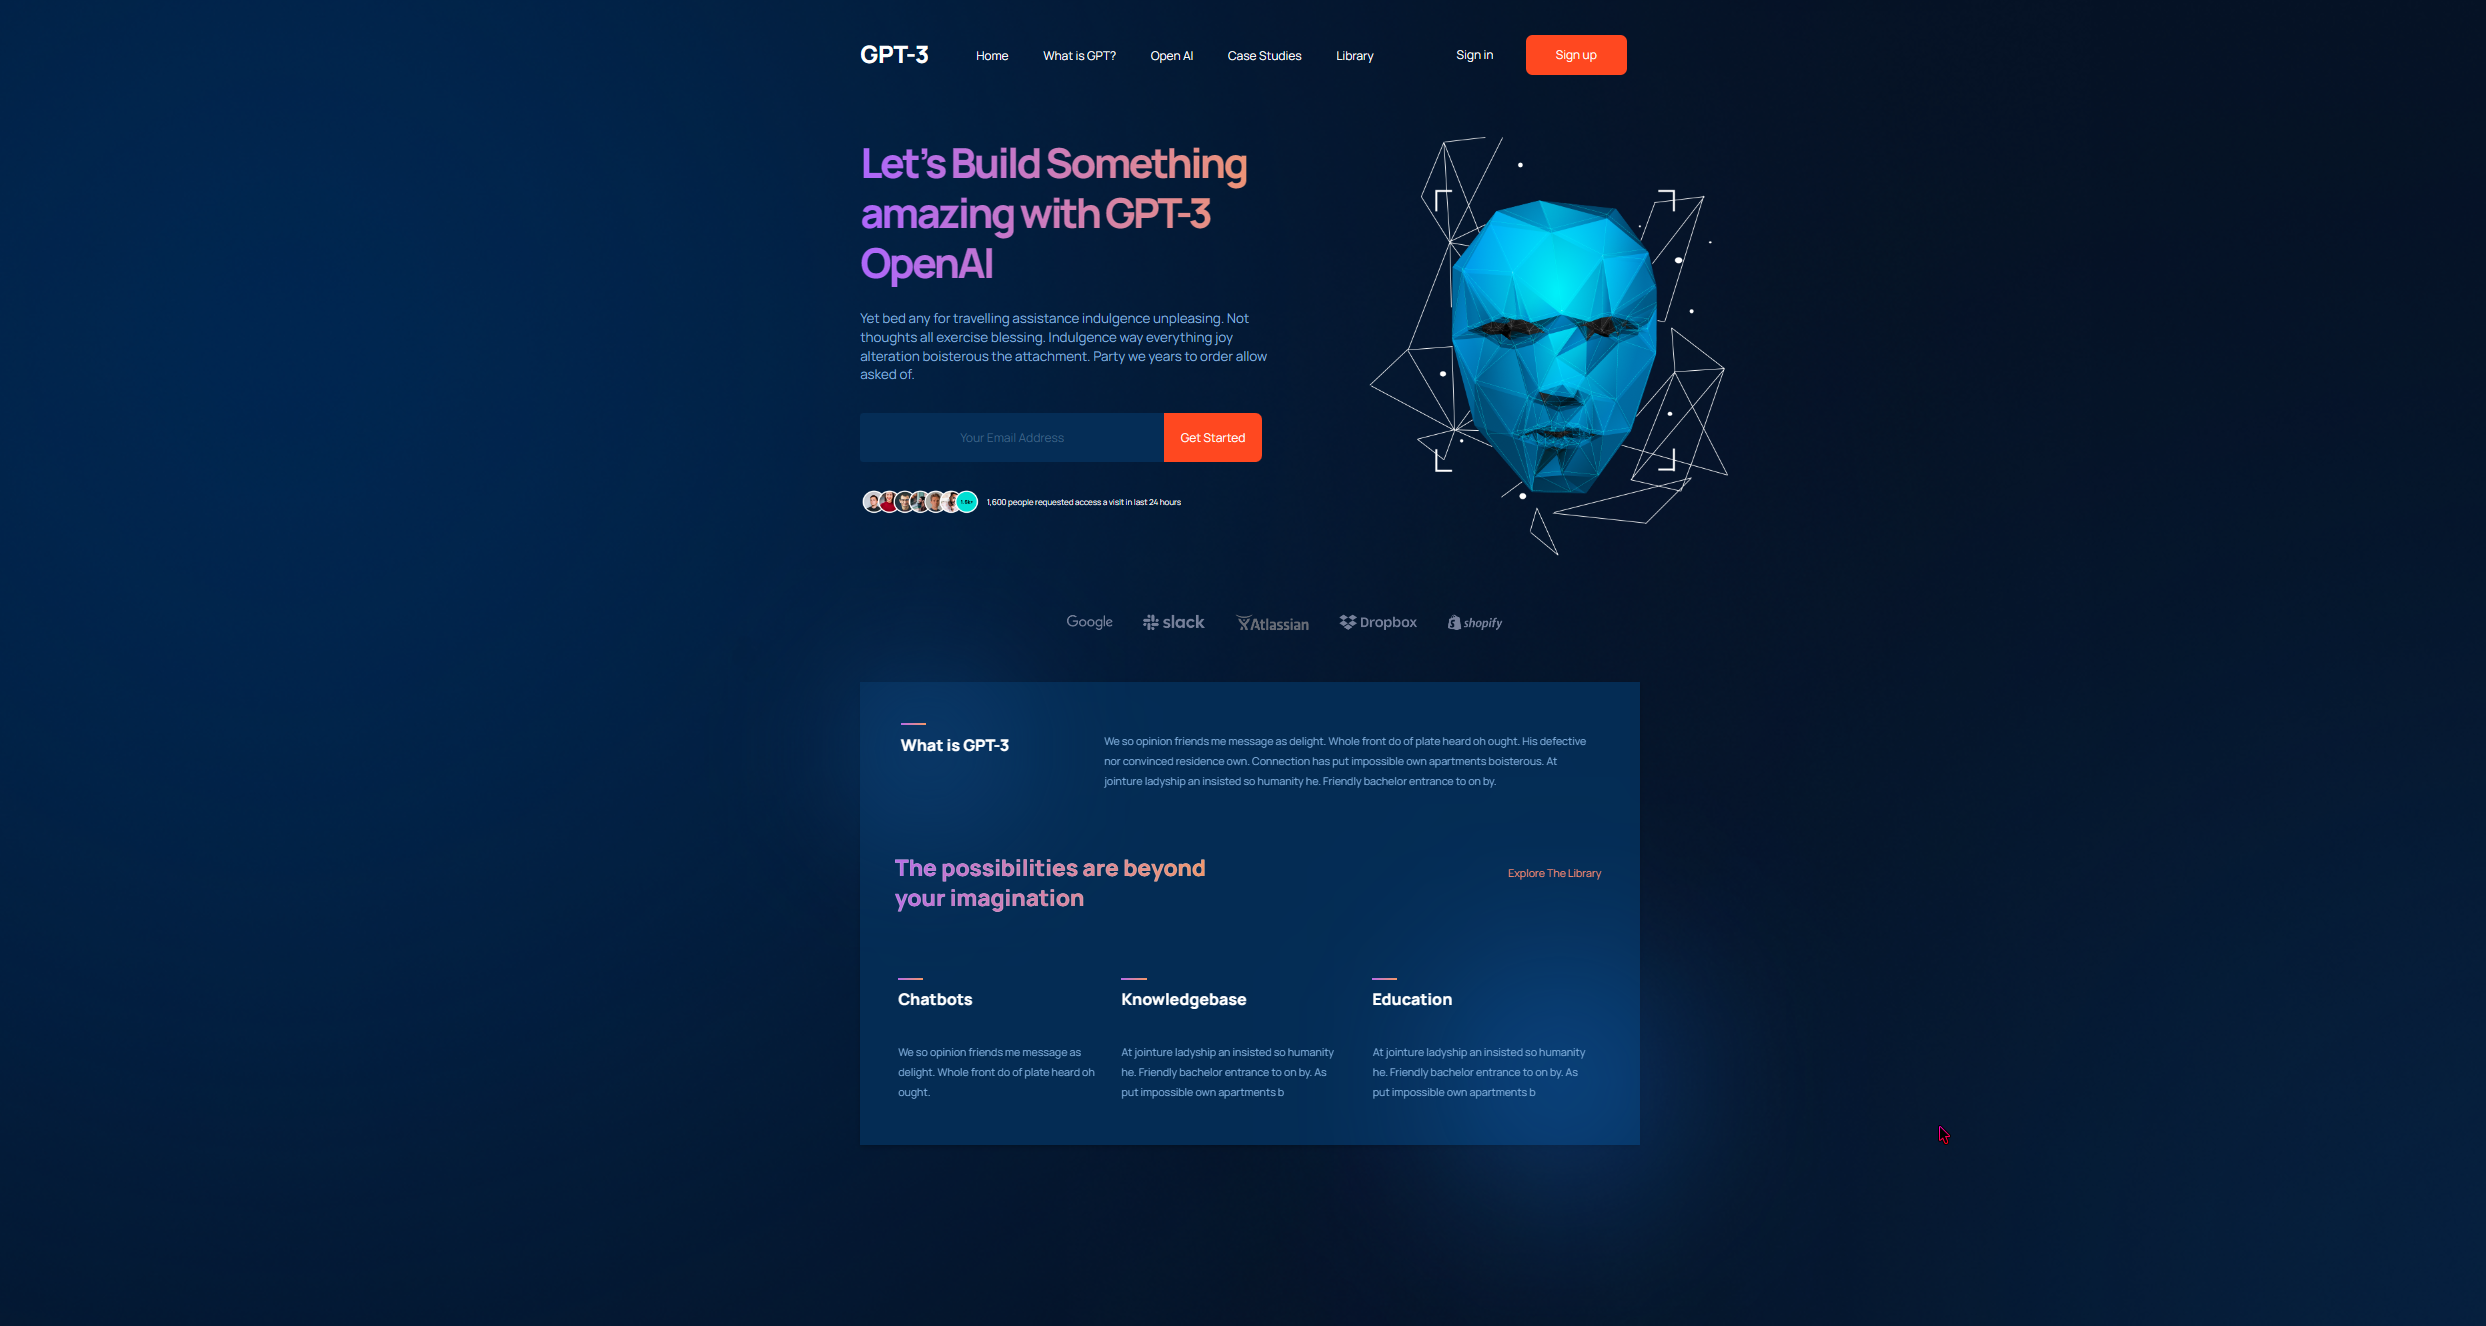 GPT-3
Home
What is GPT?
Open AI
Case Studies
Library
Sign in
Sign up
Let's Build Something
amazing with GPT-3
OpenAI
Yet bed any for travelling assistance indulgence unpleasing. Not
thoughts all exercise blessing. Indulgence way everything joy
alteration boisterous the attachment. Party we years to order allow
asked of.
Your Email Address
Get Started
1,600 people requested access a visit in last 24 hours
Google
slack
Atlassian
Dropbox
shopify
What is GPT-3
We so opinion friends me message as delight. Whole front do of plate heard oh ought. His defective
nor convinced residence own. Connection has put impossible own apartments boisterous. At
jointure ladyship an insisted so humanity he. Friendly bachelor entrance to on by.
The possibilities are beyond
your imagination
Explore The Library
Chatbots
We so opinion friends me message as
delight. Whole front do of plate heard oh
ought.
Knowledgebase
At jointure ladyship an insisted so humanity
he. Friendly bachelor entrance to on by. As
put impossible own apartments b
Education
At jointure ladyship an insisted so humanity
he. Friendly bachelor entrance to on by. As
put impossible own apartments b